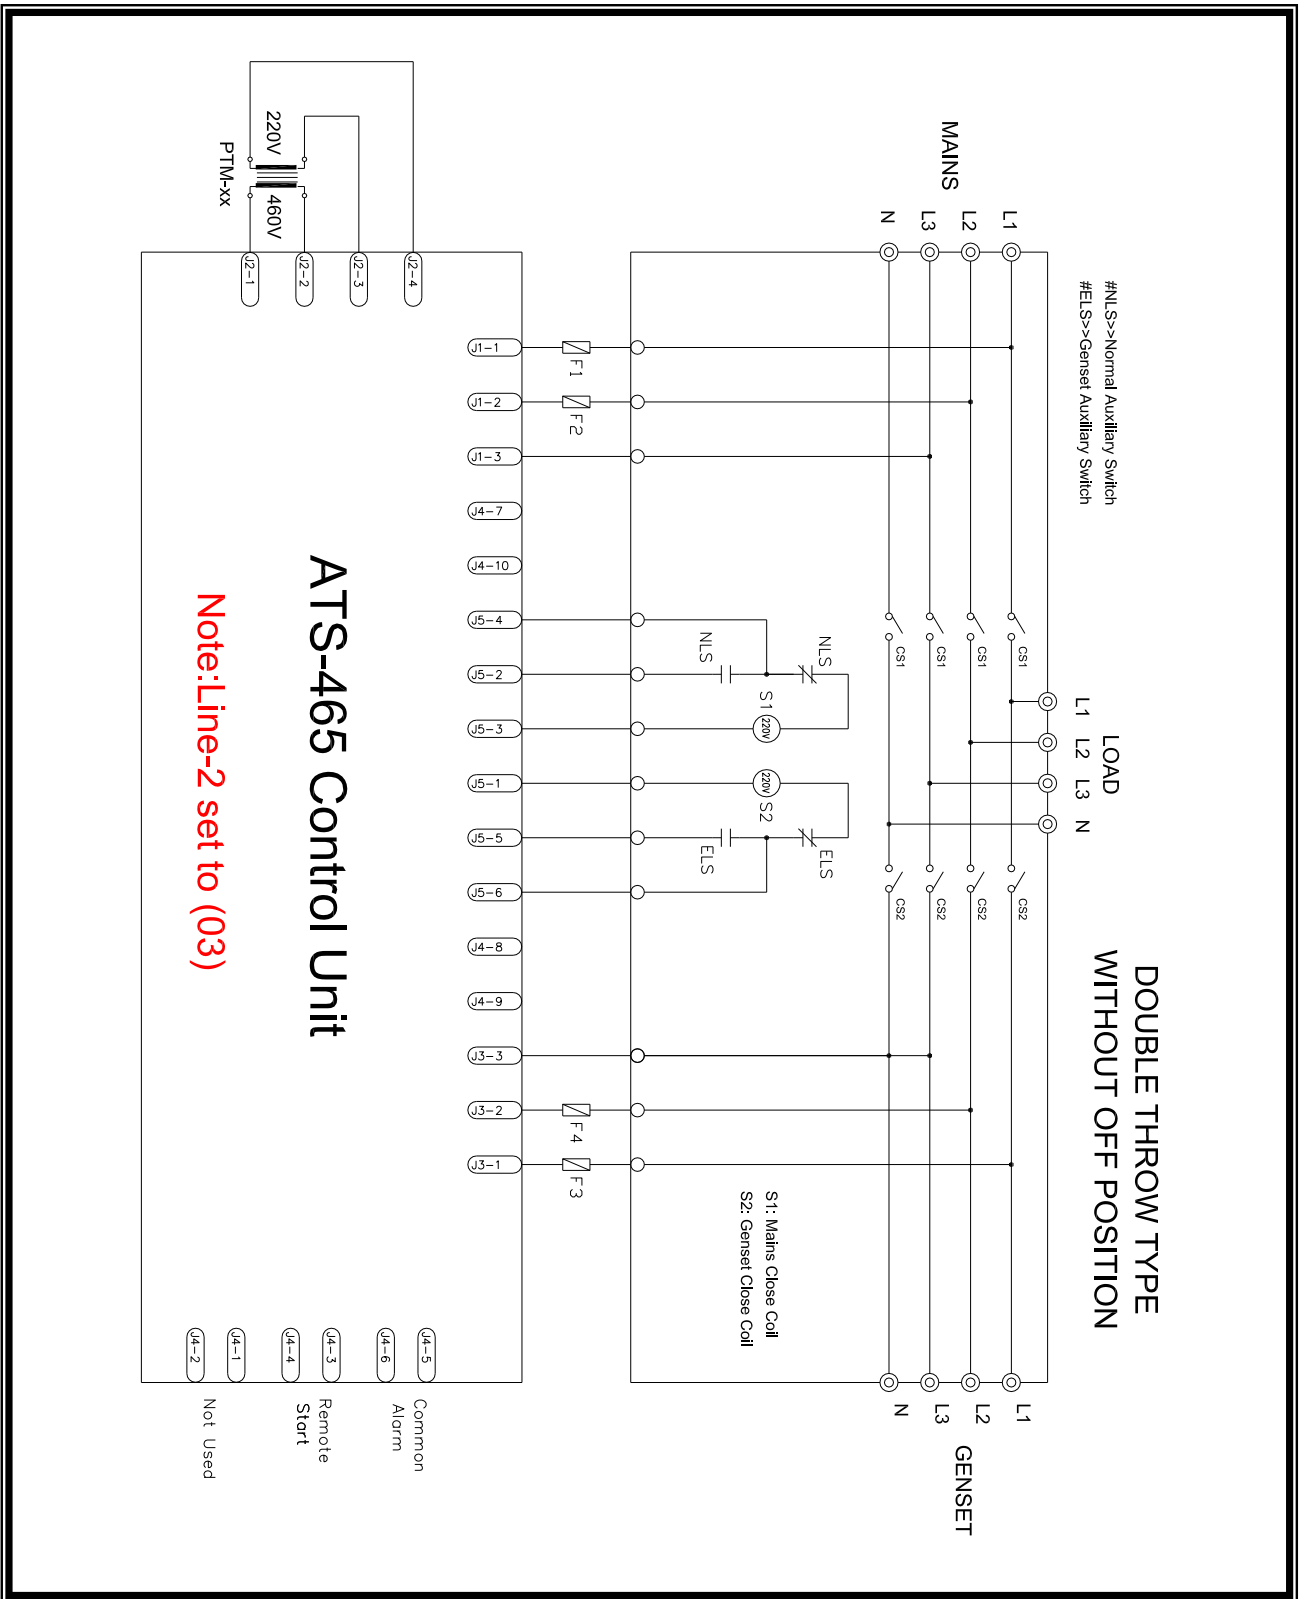 DOUBLE THROW TYPE
WITHOUT OFF POSITION
#NLS>>Normal Auxiliary Switch
#ELS>>Genset Auxiliary Switch
LOAD
L1 L2 L3 N
MAINS
L1
L2
L3
N
GENSET
L1
L2
L3
N
CS1
CS1
CS1
CS1
CS2
CS2
CS2
CS2
NLS
NLS
S1
220V
220V
S2
ELS
ELS
S1: Mains Close Coil
S2: Genset Close Coil
F1
F2
F4
F3
J1-1
J1-2
J1-3
J4-7
J4-10
J5-4
J5-2
J5-3
J5-1
J5-5
J5-6
J4-8
J4-9
J3-3
J3-2
J3-1
J2-4
J2-3
J2-2
J2-1
220V
460V
PTM-xx
ATS-465 Control Unit
Note:Line-2 set to (03)
J4-5
J4-6
Common
Alarm
J4-3
J4-4
Remote
Start
J4-1
J4-2
Not Used